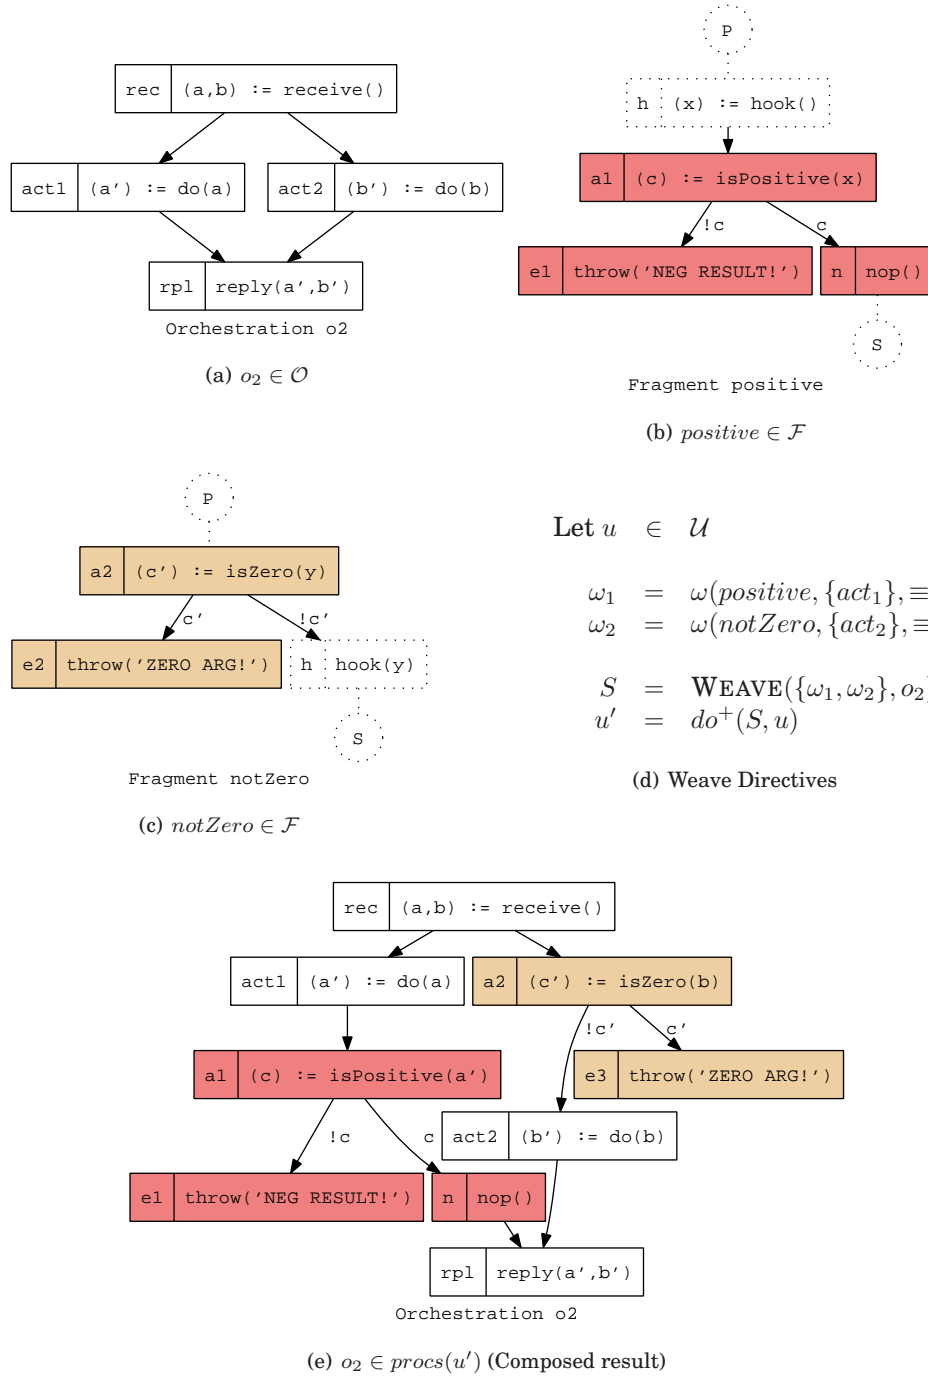 rec (a,b) := receive()
act1 (a') := do(a) act2 (b') := do(b)
rpl reply(a',b')
Orchestration o2
(a) o₂ ∈ 𝒪
P
h (x) := hook()
a1 (c) := isPositive(x)
!c c
e1 throw('NEG RESULT!') n nop()
S
Fragment positive
(b) positive ∈ ℱ
P
a2 (c') := isZero(y)
c' !c'
e2 throw('ZERO ARG!') h hook(y)
S
Fragment notZero
(c) notZero ∈ ℱ
Let u ∈ 𝒰
ω₁ = ω(positive, {act₁}, ≡
ω₂ = ω(notZero, {act₂}, ≡
S = WEAVE({ω₁, ω₂}, o₂)
u′ = do⁺(S, u)
(d) Weave Directives
rec (a,b) := receive()
act1 (a') := do(a) a2 (c') := isZero(b)
!c' c'
a1 (c) := isPositive(a') e3 throw('ZERO ARG!')
!c c act2 (b') := do(b)
e1 throw('NEG RESULT!') n nop()
rpl reply(a',b')
Orchestration o2
(e) o₂ ∈ procs(u′) (Composed result)